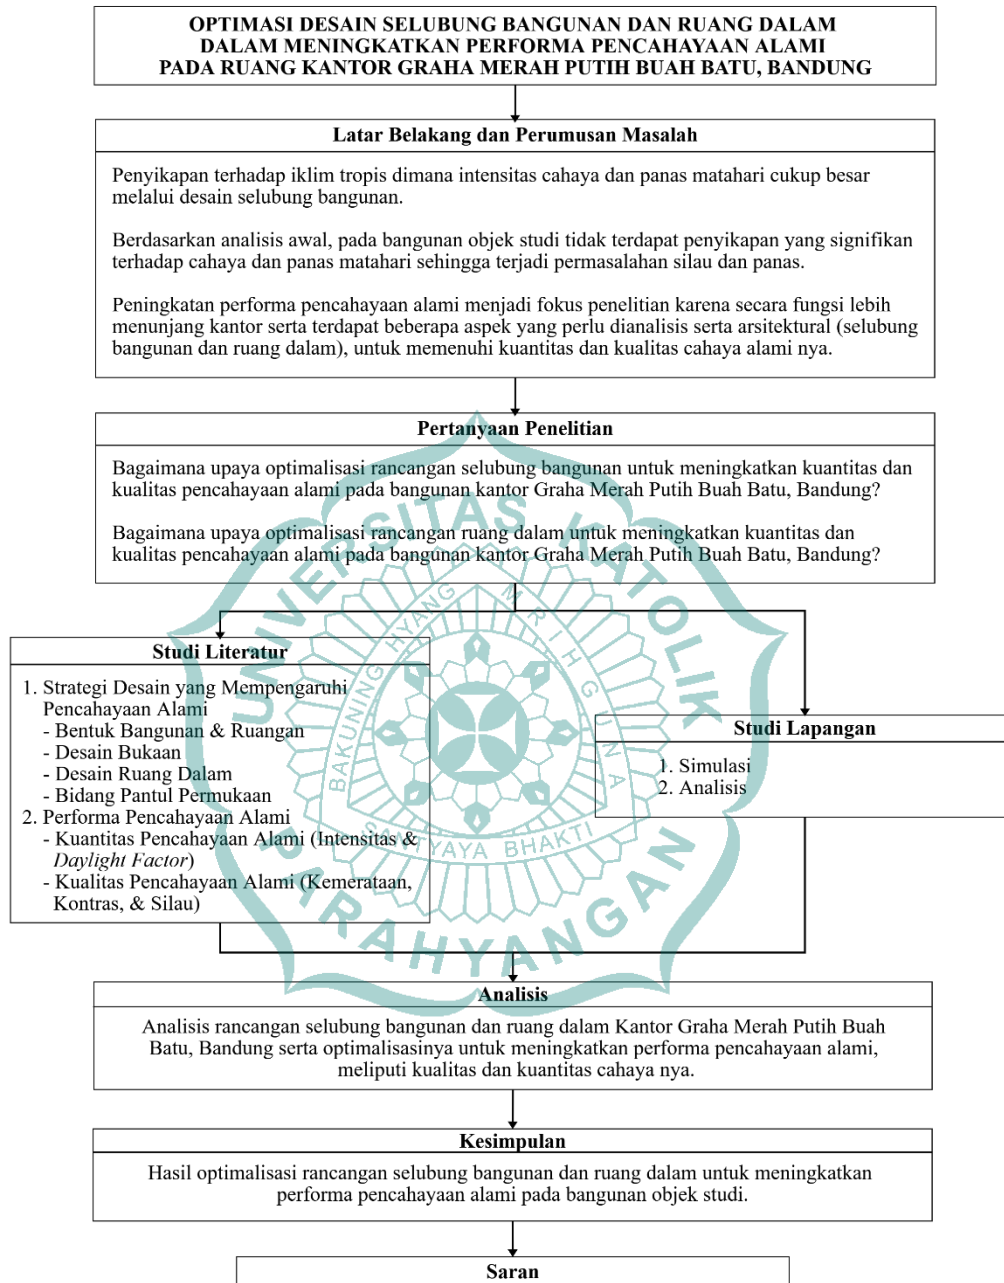 OPTIMASI DESAIN SELUBUNG BANGUNAN DAN RUANG DALAM
DALAM MENINGKATKAN PERFORMA PENCAHAYAAN ALAMI
PADA RUANG KANTOR GRAHA MERAH PUTIH BUAH BATU, BANDUNG
Latar Belakang dan Perumusan Masalah
Penyikapan terhadap iklim tropis dimana intensitas cahaya dan panas matahari cukup besar
melalui desain selubung bangunan.
Berdasarkan analisis awal, pada bangunan objek studi tidak terdapat penyikapan yang signifikan
terhadap cahaya dan panas matahari sehingga terjadi permasalahan silau dan panas.
Peningkatan performa pencahayaan alami menjadi fokus penelitian karena secara fungsi lebih
menunjang kantor serta terdapat beberapa aspek yang perlu dianalisis serta arsitektural (selubung
bangunan dan ruang dalam), untuk memenuhi kuantitas dan kualitas cahaya alami nya.
Pertanyaan Penelitian
Bagaimana upaya optimalisasi rancangan selubung bangunan untuk meningkatkan kuantitas dan
kualitas pencahayaan alami pada bangunan kantor Graha Merah Putih Buah Batu, Bandung?
Bagaimana upaya optimalisasi rancangan ruang dalam untuk meningkatkan kuantitas dan
kualitas pencahayaan alami pada bangunan kantor Graha Merah Putih Buah Batu, Bandung?
Studi Literatur
1. Strategi Desain yang Mempengaruhi
Pencahayaan Alami
- Bentuk Bangunan & Ruangan
- Desain Bukaan
- Desain Ruang Dalam
- Bidang Pantul Permukaan
2. Performa Pencahayaan Alami
- Kuantitas Pencahayaan Alami (Intensitas &
Daylight Factor)
- Kualitas Pencahayaan Alami (Kemerataan,
Kontras, & Silau)
Studi Lapangan
1. Simulasi
2. Analisis
Analisis
Analisis rancangan selubung bangunan dan ruang dalam Kantor Graha Merah Putih Buah
Batu, Bandung serta optimalisasinya untuk meningkatkan performa pencahayaan alami,
meliputi kualitas dan kuantitas cahaya nya.
Kesimpulan
Hasil optimalisasi rancangan selubung bangunan dan ruang dalam untuk meningkatkan
performa pencahayaan alami pada bangunan objek studi.
Saran
UNIVERSITAS KATOLIK
PARAHYANGAN
BAKUNING HYANG MRIH GUNA
SANTYAYA BHAKTI